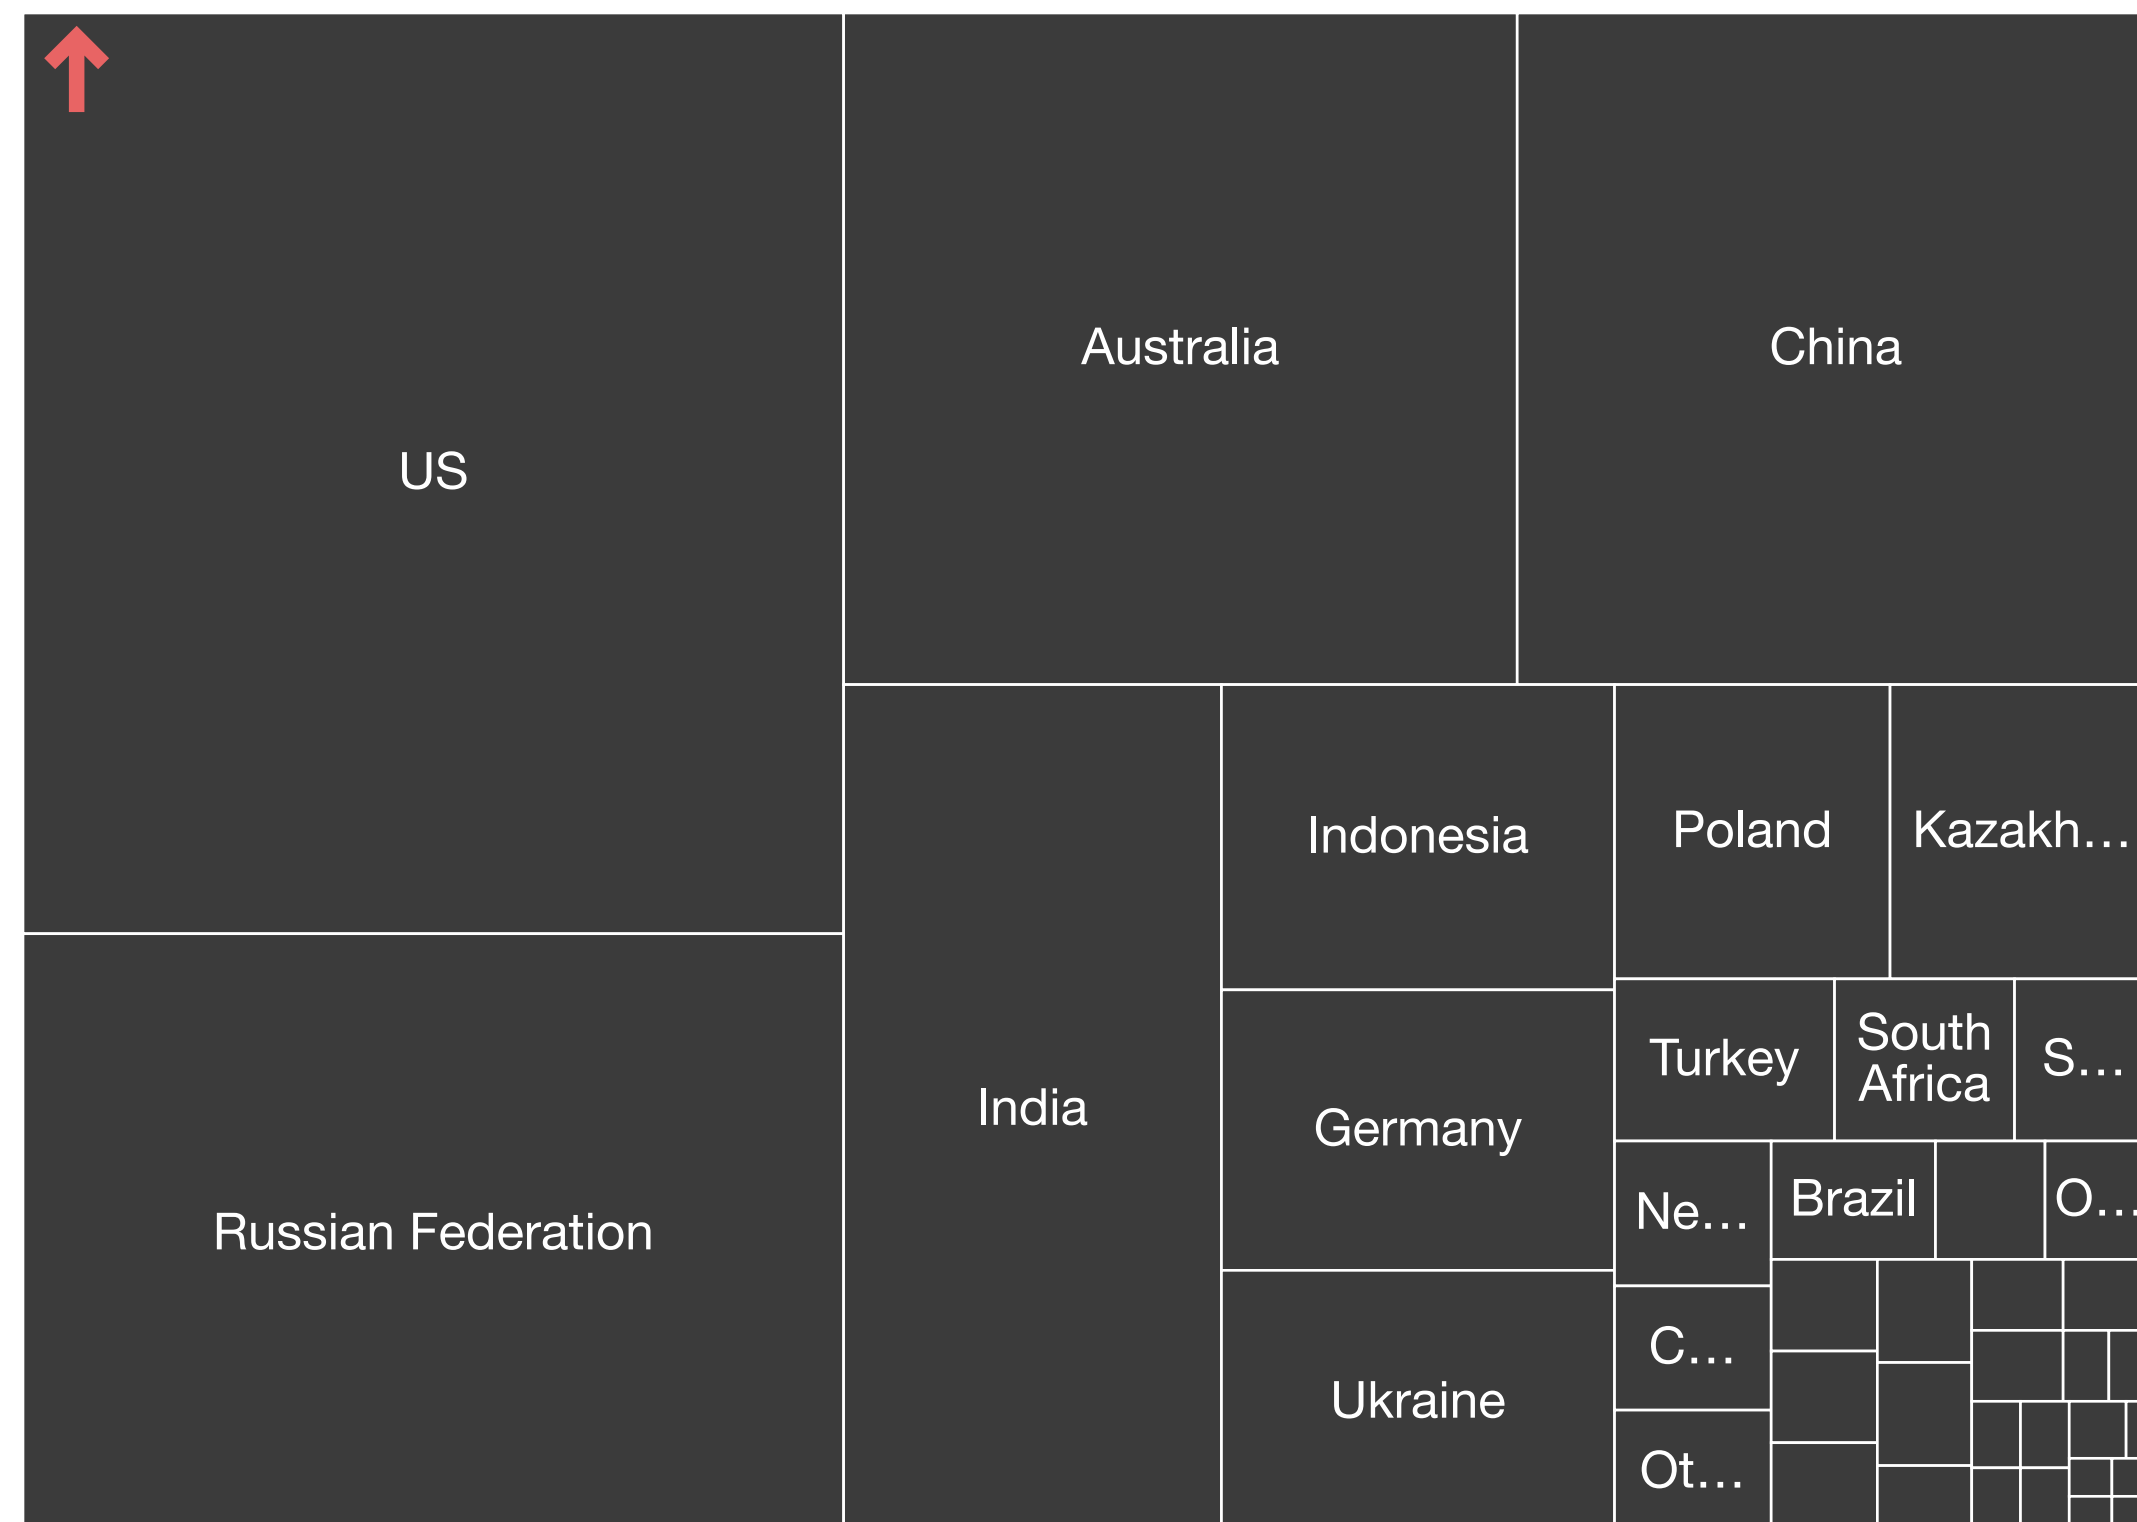 US
Australia
China
Indonesia
Poland
Kazakh...
India
Germany
Turkey
South
Africa
S...
Russian Federation
Ne...
Brazil
O...
Ukraine
C...
Ot...